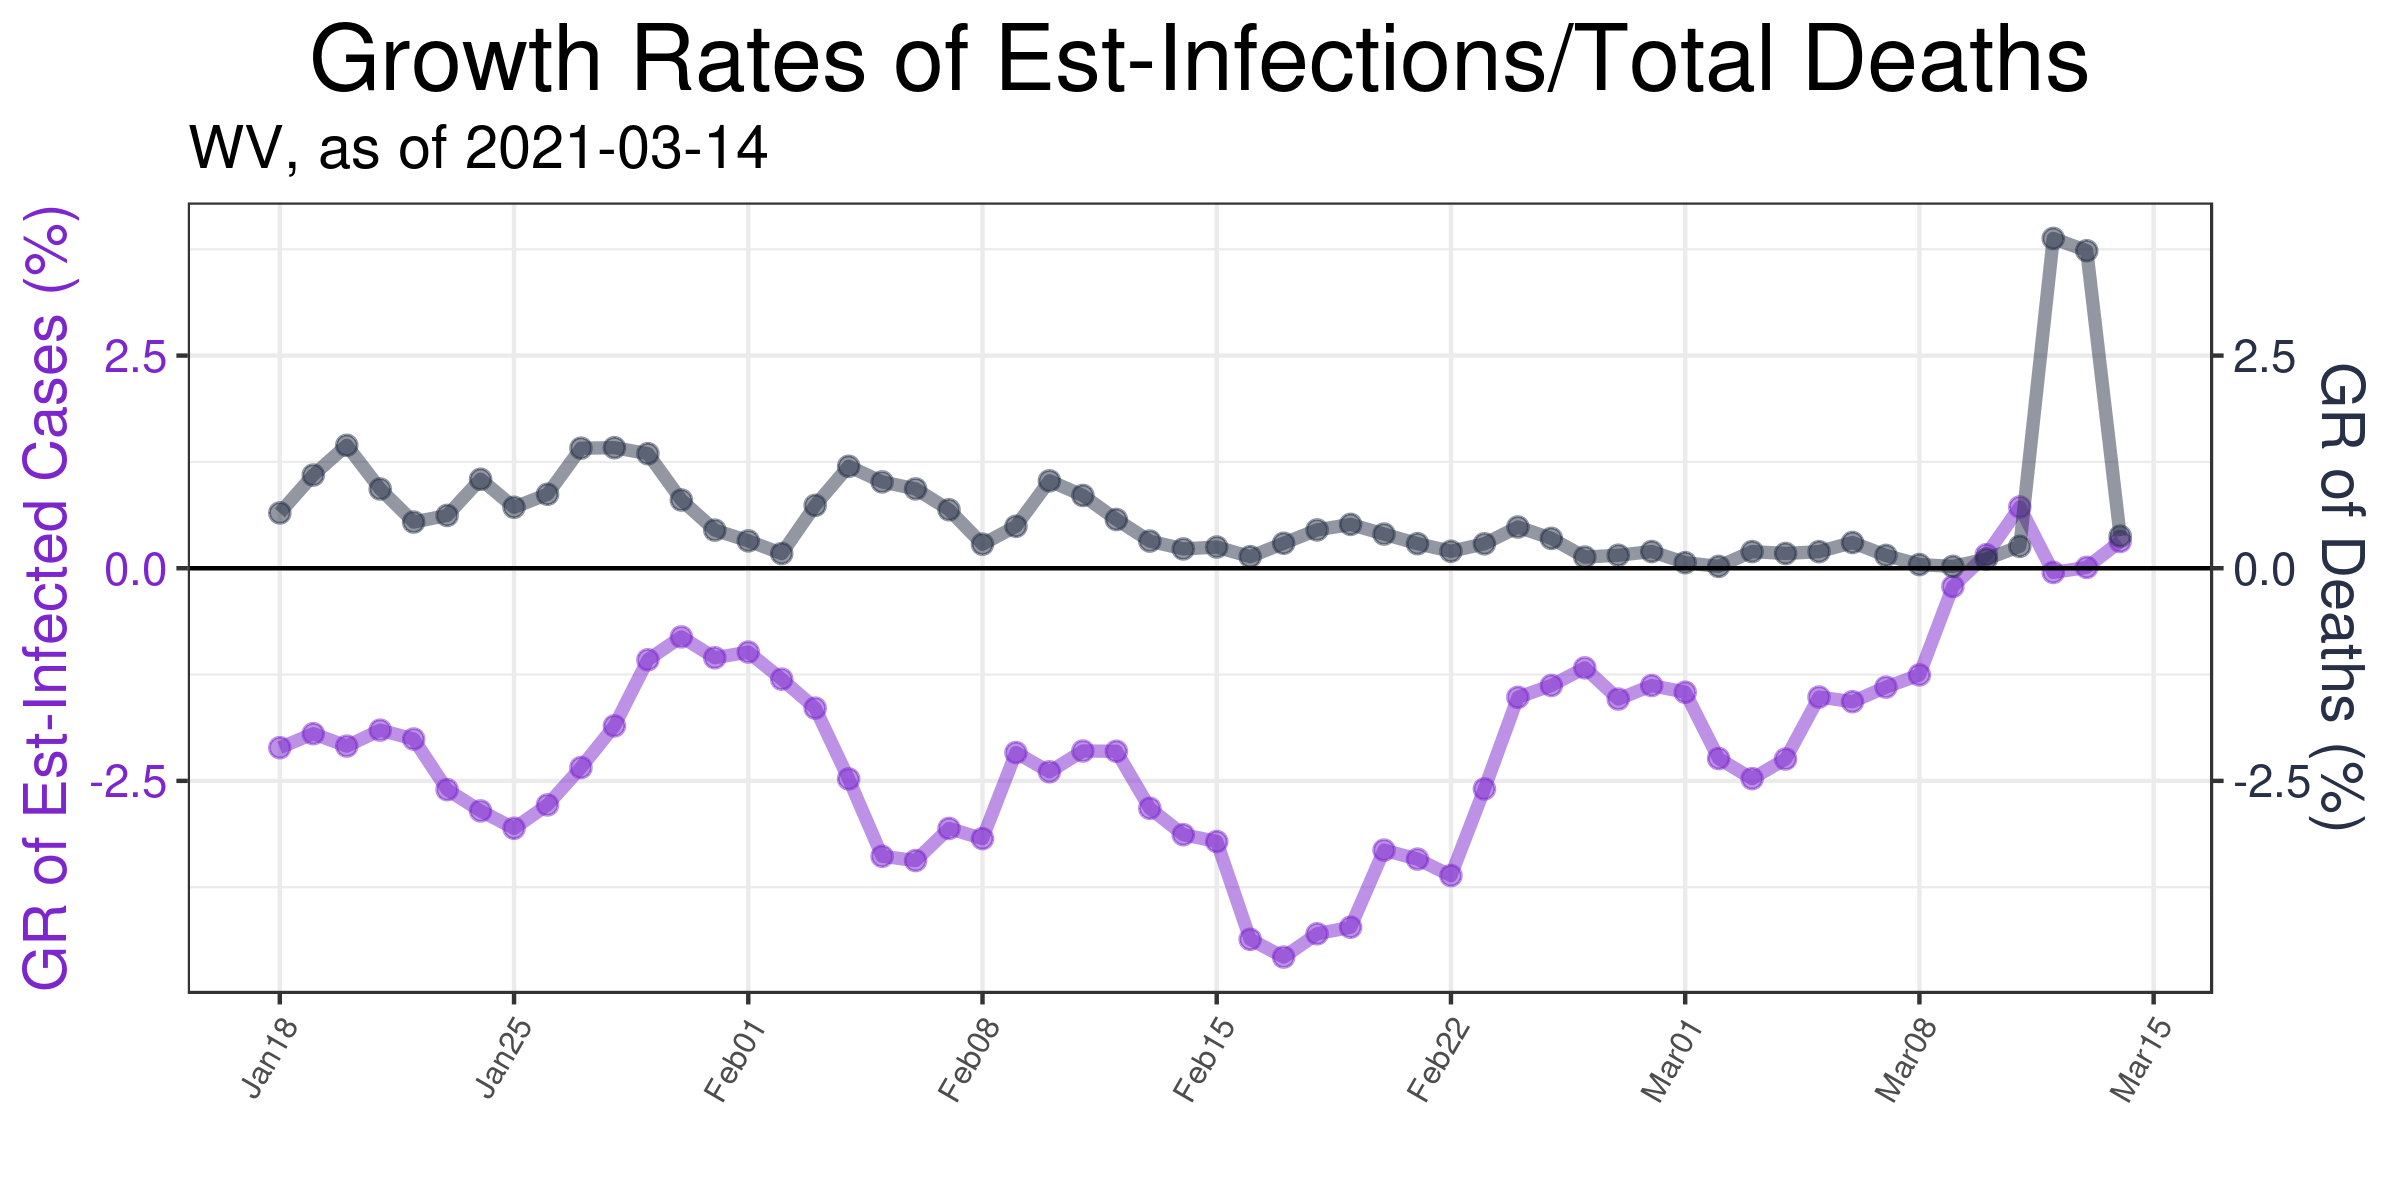 Growth Rates of Est-Infections/Total Deaths
WV, as of 2021-03-14
GR of Est-Infected Cases (%)
2.5
0.0
-2.5
2.5
0.0
-2.5
GR of Deaths (%)
Jan18
Jan25
Feb01
Feb08
Feb15
Feb22
Mar01
Mar08
Mar15